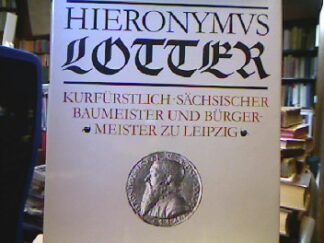 HIERONYMVS
LOTTER
KURFÜRSTLICH-SÄCHSISCHER
BAUMEISTER UND BÜRGER-
MEISTER ZU LEIPZIG